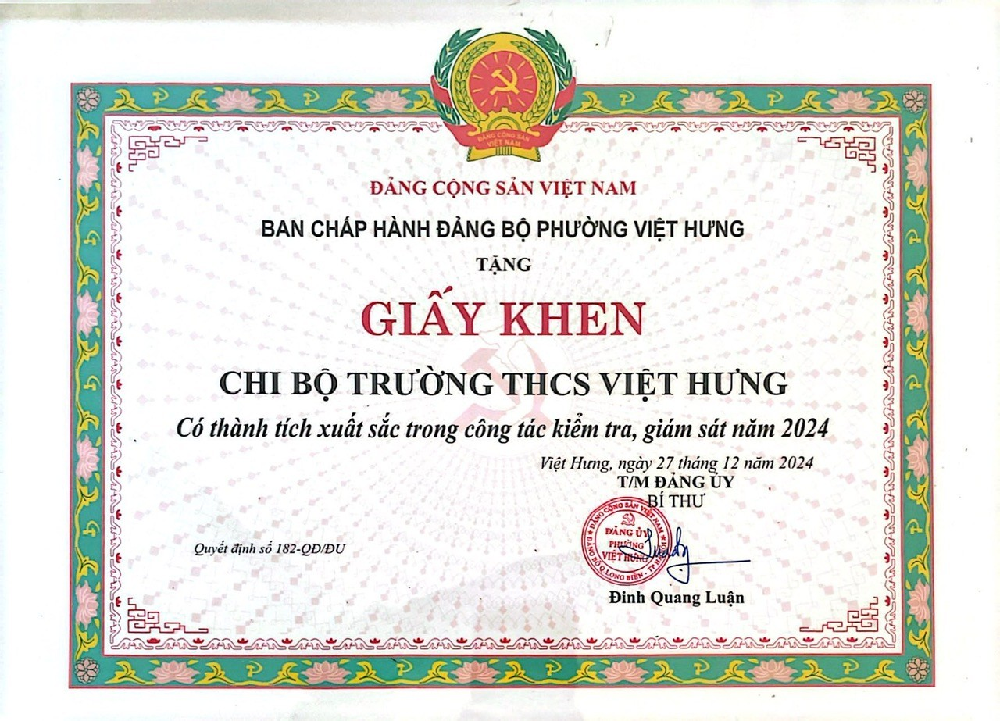 ĐẢNG CỘNG SẢN
VIỆT NAM
ĐẢNG CỘNG SẢN VIỆT NAM
BAN CHẤP HÀNH ĐẢNG BỘ PHƯỜNG VIỆT HƯNG
TẶNG
GIẤY KHEN
CHI BỘ TRƯỜNG THCS VIỆT HƯNG
Có thành tích xuất sắc trong công tác kiểm tra, giám sát năm 2024
Việt Hưng, ngày 27 tháng 12 năm 2024
T/M ĐẢNG ỦY
BÍ THƯ
ĐẢNG CỘNG SẢN VIỆT NAM
ĐẢNG ỦY
PHƯỜNG
VIỆT HƯNG
ĐẢNG BỘ Q.LONG BIÊN - TP.HÀ NỘI
Quyết định số 182-QĐ/ĐU
Đinh Quang Luận